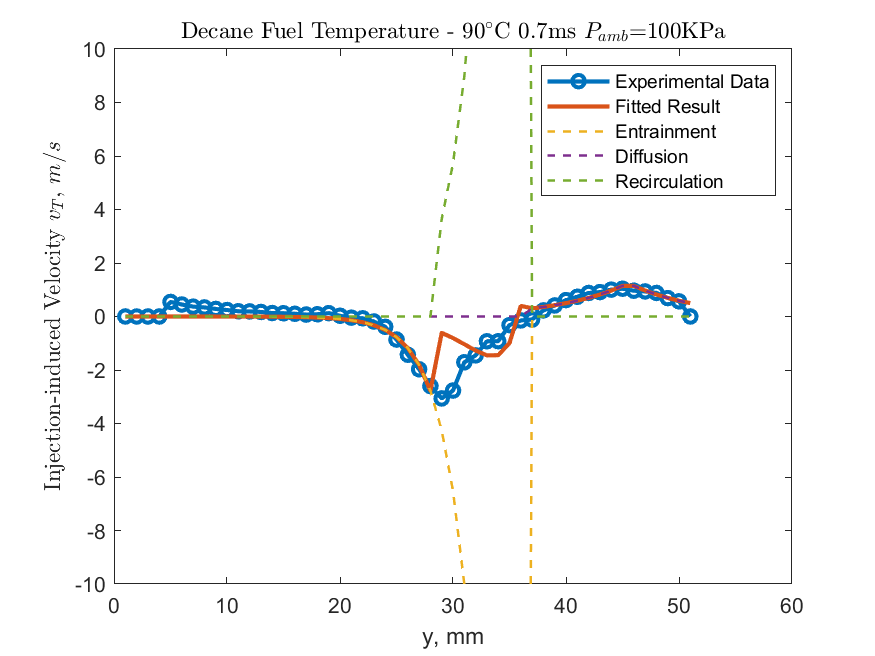 Decane Fuel Temperature - 90°C 0.7ms P_amb=100KPa
Injection-induced Velocity v_T, m/s
10
8
6
4
2
0
-2
-4
-6
-8
-10
Experimental Data
Fitted Result
Entrainment
Diffusion
Recirculation
0 10 20 30 40 50 60
y, mm